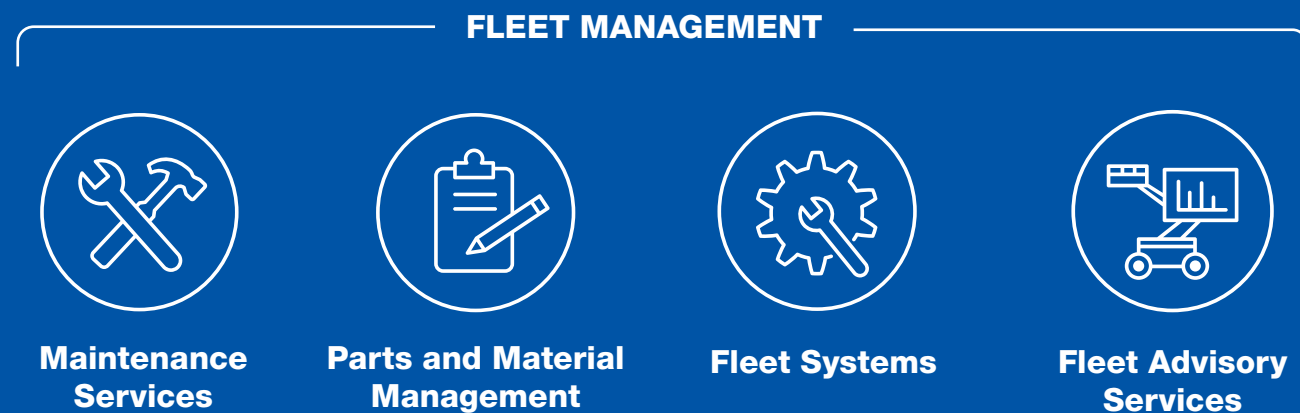 FLEET MANAGEMENT
Maintenance
Services
Parts and Material
Management
Fleet Systems
Fleet Advisory
Services